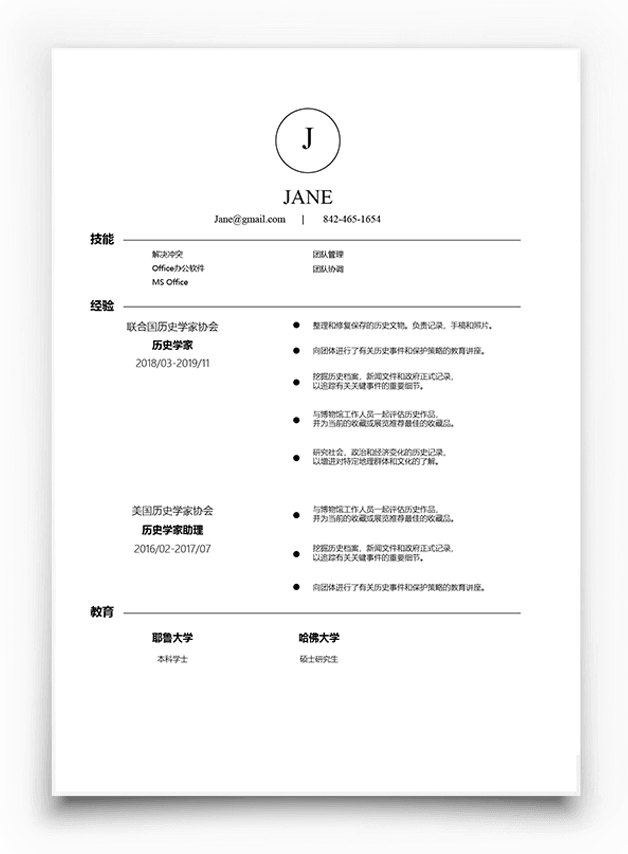 J
JANE
Jane@gmail.com | 842-465-1654
技能
解决冲突 团队管理
Office办公软件 团队协调
MS Office
经验
联合国历史学家协会
历史学家
2018/03-2019/11
● 整理和修复保存的历史文物。负责记录，手稿和照片。
● 向团体进行了有关历史事件和保护策略的教育讲座。
● 挖掘历史档案，新闻文件和政府正式记录，
以追踪有关关键事件的重要细节。
● 与博物馆工作人员一起评估历史作品，
并为当前的收藏或展览推荐最佳的收藏品。
● 研究社会，政治和经济变化的历史记录，
以增进对特定地理群体和文化的了解。
美国历史学家协会
历史学家助理
2016/02-2017/07
● 与博物馆工作人员一起评估历史作品，
并为当前的收藏或展览推荐最佳的收藏品。
● 挖掘历史档案，新闻文件和政府正式记录，
以追踪有关关键事件的重要细节。
● 向团体进行了有关历史事件和保护策略的教育讲座。
教育
耶鲁大学 哈佛大学
本科学士 硕士研究生